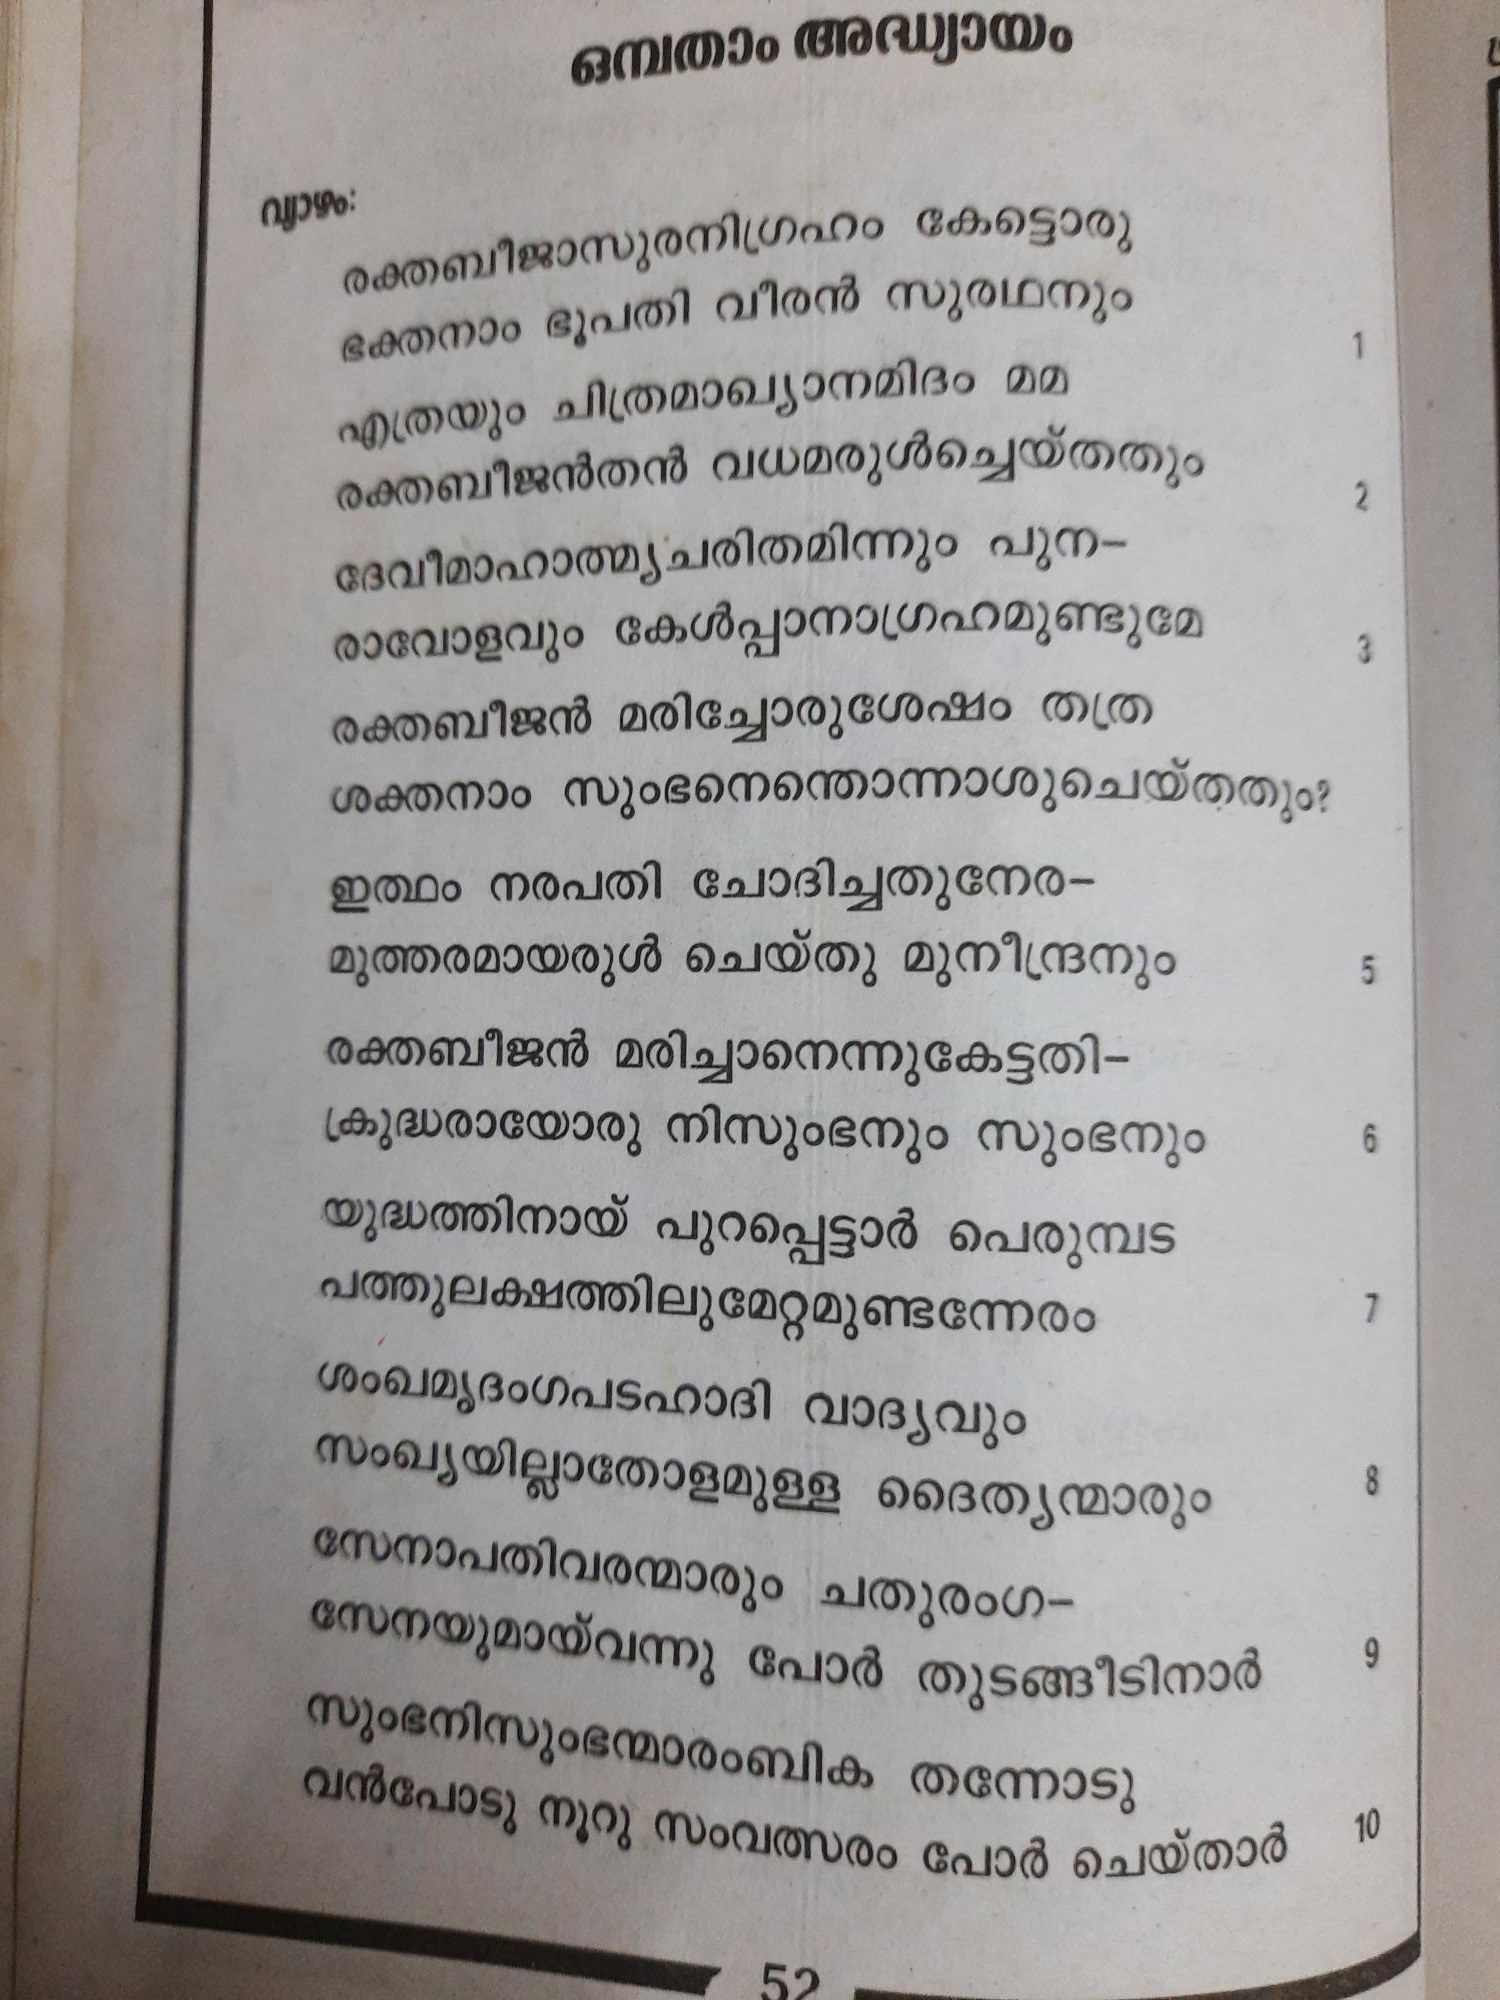 ഒമ്പതാം അദ്ധ്യായം
വ്യാഴം:
രക്തബീജാസുരനിഗ്രഹം കേട്ടൊരു
ഭക്തനാം ഭൂപതി വീരൻ സുരഥനും
1
എത്രയും ചിത്രമാഖ്യാനമിദം മമ
രക്തബീജൻതൻ വധമരുൾച്ചെയ്തതും
2
ദേവീമാഹാത്മ്യചരിതമിന്നും പുന–
രാവോളവും കേൾപ്പാനാഗ്രഹമുണ്ടുമേ
3
രക്തബീജൻ മരിച്ചോരുശേഷം തത്ര
ശക്തനാം സുംഭനെന്തൊന്നാശുചെയ്തതും?
ഇത്ഥം നരപതി ചോദിച്ചതുനേര–
മുത്തരമായരുൾ ചെയ്തു മുനീന്ദ്രനും
5
രക്തബീജൻ മരിച്ചാനെന്നുകേട്ടതി–
ക്രുദ്ധരായോരു നിസുംഭനും സുംഭനും
6
യുദ്ധത്തിനായ് പുറപ്പെട്ടാർ പെരുമ്പട
പത്തുലക്ഷത്തിലുമേറ്റമുണ്ടന്നേരം
7
ശംഖമൃദംഗപടഹാദി വാദ്യവും
സംഖ്യയില്ലാതോളമുള്ള ദൈത്യന്മാരും
8
സേനാപതിവരന്മാരും ചതുരംഗ–
സേനയുമായ്‌വന്നു പോർ തുടങ്ങീടിനാർ
9
സുംഭനിസുംഭന്മാരംബിക തന്നോടു
വൻപോടു നൂറു സംവത്സരം പോർ ചെയ്താർ
10
52